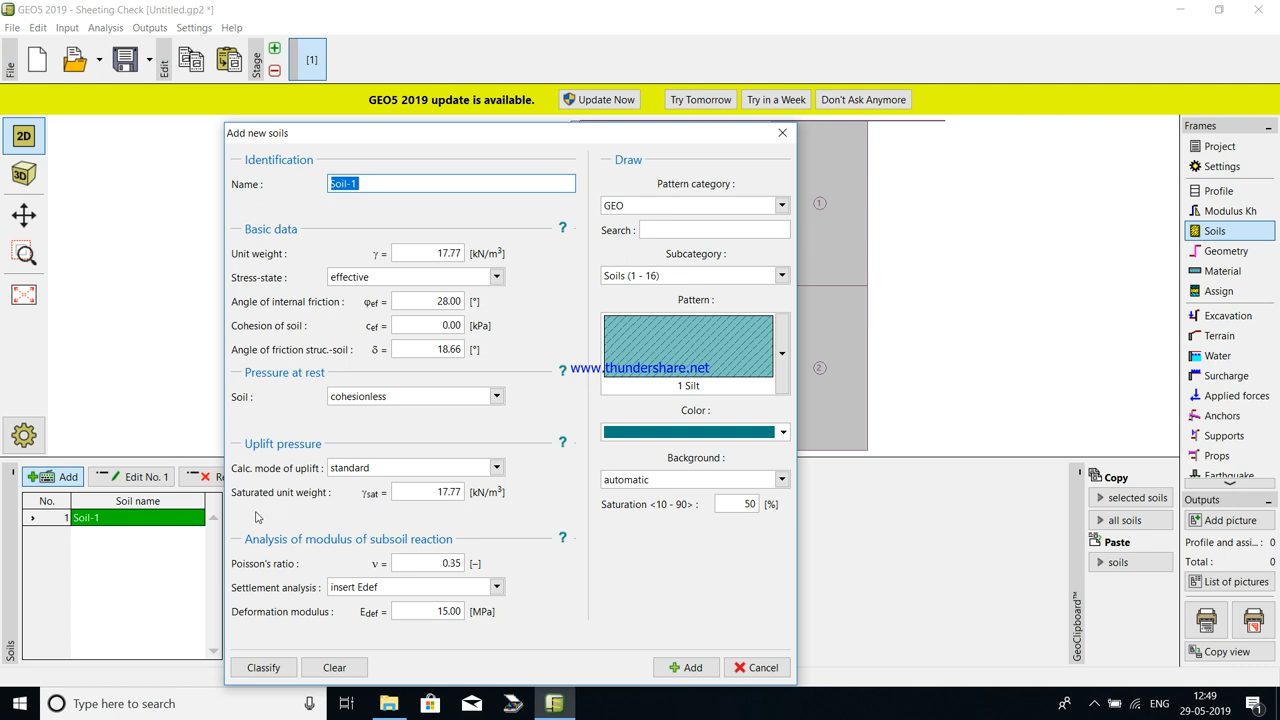 GEO5 2019 - Sheeting Check [Untitled.gp2 *]
File Edit Input Analysis Outputs Settings Help
File
Edit
Stage
[1]
GEO5 2019 update is available.
Update Now
Try Tomorrow
Try in a Week
Don't Ask Anymore
2D
3D
Add new soils
Identification
Name :
Soil-1
Basic data
?
Unit weight : γ = 17.77 [kN/m3]
Stress-state : effective
Angle of internal friction : φef = 28.00 [°]
Cohesion of soil : cef = 0.00 [kPa]
Angle of friction struc.-soil : δ = 18.66 [°]
Pressure at rest
?
Soil : cohesionless
Uplift pressure
?
Calc. mode of uplift : standard
Saturated unit weight : γsat = 17.77 [kN/m3]
Analysis of modulus of subsoil reaction
?
Poisson's ratio : ν = 0.35 [–]
Settlement analysis : insert Edef
Deformation modulus : Edef = 15.00 [MPa]
Classify
Clear
Add
Cancel
Draw
Pattern category :
GEO
Search :
Subcategory :
Soils (1 - 16)
Pattern :
www.thundershare.net
1 Silt
Color :
Background :
automatic
Saturation <10 - 90> : 50 [%]
1
2
Frames
Project
Settings
Profile
Modulus Kh
Soils
Geometry
Material
Assign
Excavation
Terrain
Water
Surcharge
Applied forces
Anchors
Supports
Props
Earthquake
Outputs
Add picture
Profile and assi... : 0
Total : 0
List of pictures
Copy view
Soils
Add
Edit No. 1
Re
No. Soil name
1 Soil-1
GeoClipboard™
Copy
selected soils
all soils
Paste
soils
Type here to search
ENG
12:49
29-05-2019
1